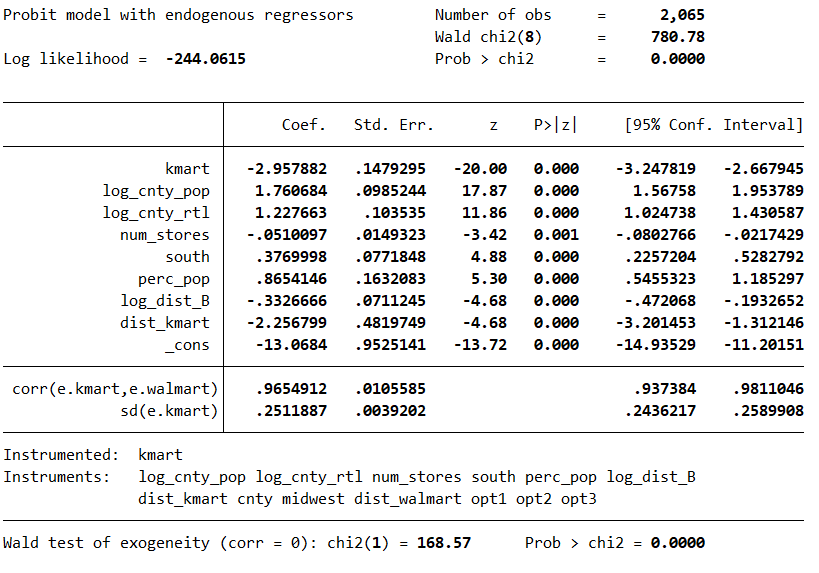 Probit model with endogenous regressors Number of obs = 2,065
Wald chi2(8) = 780.78
Log likelihood = -244.0615 Prob > chi2 = 0.0000
Coef. Std. Err. z P>|z| [95% Conf. Interval]
kmart -2.957882 .1479295 -20.00 0.000 -3.247819 -2.667945
log_cnty_pop 1.760684 .0985244 17.87 0.000 1.56758 1.953789
log_cnty_rtl 1.227663 .103535 11.86 0.000 1.024738 1.430587
num_stores -.0510097 .0149323 -3.42 0.001 -.0802766 -.0217429
south .3769998 .0771848 4.88 0.000 .2257204 .5282792
perc_pop .8654146 .1632083 5.30 0.000 .5455323 1.185297
log_dist_B -.3326666 .0711245 -4.68 0.000 -.472068 -.1932652
dist_kmart -2.256799 .4819749 -4.68 0.000 -3.201453 -1.312146
_cons -13.0684 .9525141 -13.72 0.000 -14.93529 -11.20151
corr(e.kmart,e.walmart) .9654912 .0105585 .937384 .9811046
sd(e.kmart) .2511887 .0039202 .2436217 .2589908
Instrumented: kmart
Instruments: log_cnty_pop log_cnty_rtl num_stores south perc_pop log_dist_B
dist_kmart cnty midwest dist_walmart opt1 opt2 opt3
Wald test of exogeneity (corr = 0): chi2(1) = 168.57 Prob > chi2 = 0.0000